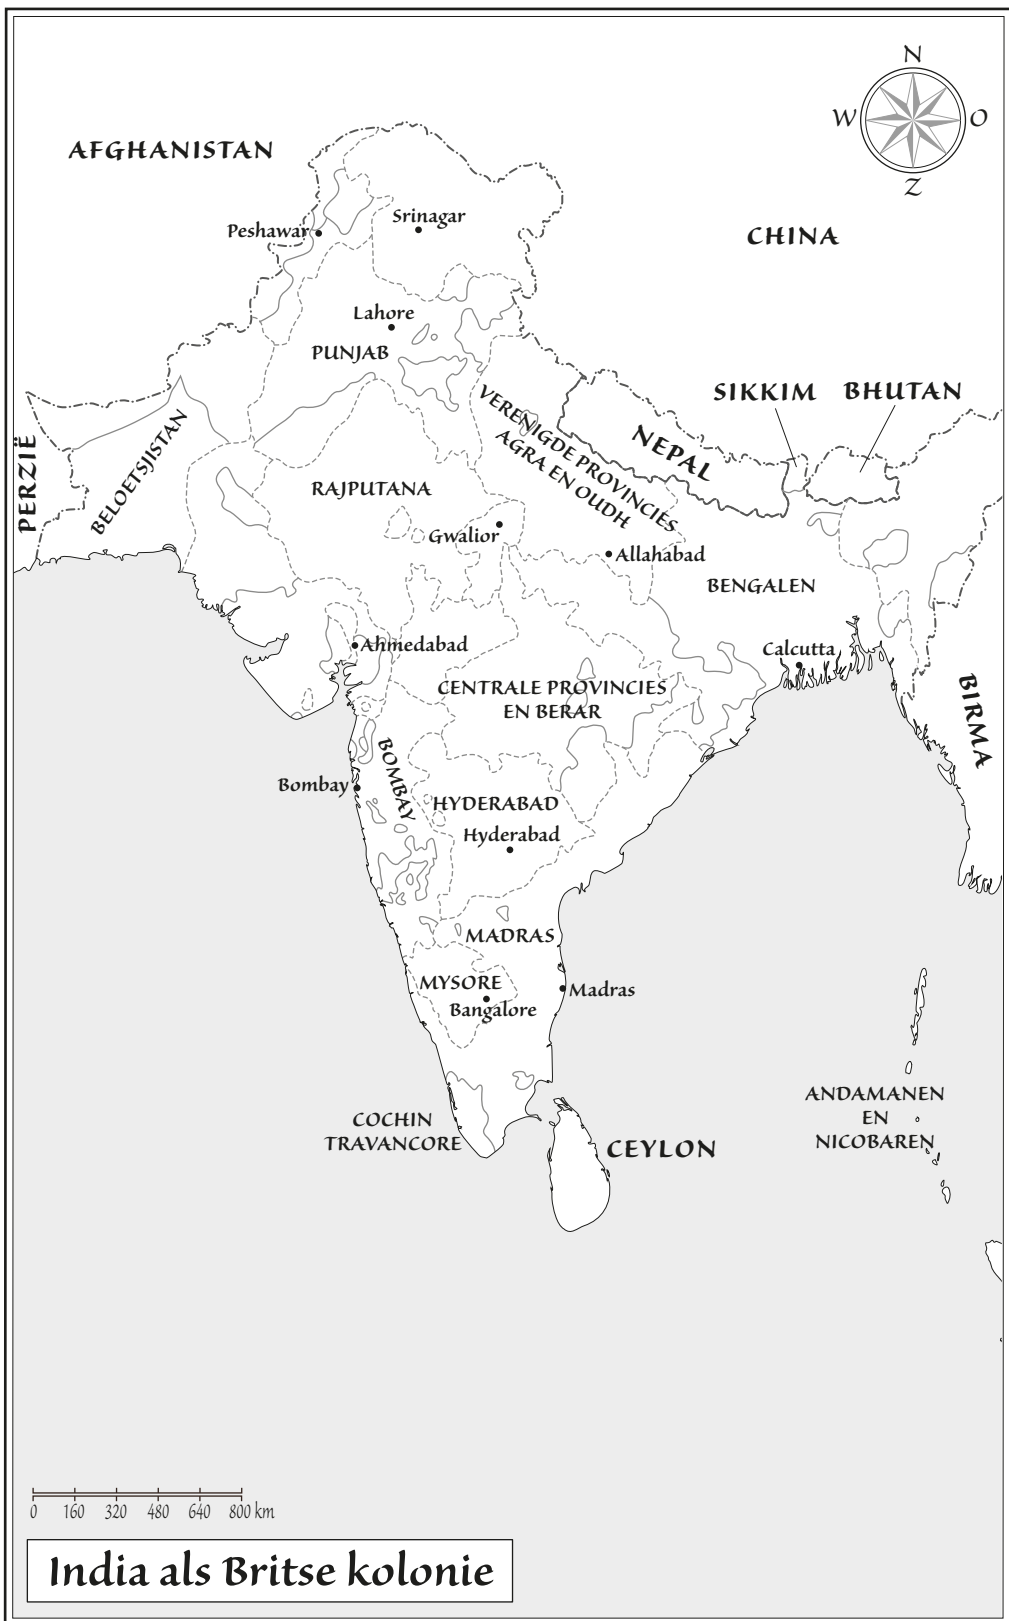 N
W
O
Z
AFGHANISTAN
Srinagar
Peshawar
CHINA
Lahore
PUNJAB
SIKKIM
BHUTAN
PERZIË
BELOETSJISTAN
VERENIGDE PROVINCIES
AGRA EN OUDH
NEPAL
RAJPUTANA
Gwalior
Allahabad
BENGALEN
Ahmedabad
Calcutta
CENTRALE PROVINCIES
EN BERAR
BIRMA
BOMBAY
Bombay
HYDERABAD
Hyderabad
MADRAS
MYSORE
Bangalore
Madras
COCHIN
TRAVANCORE
CEYLON
ANDAMANEN
EN
NICOBAREN
0 160 320 480 640 800 km
India als Britse kolonie